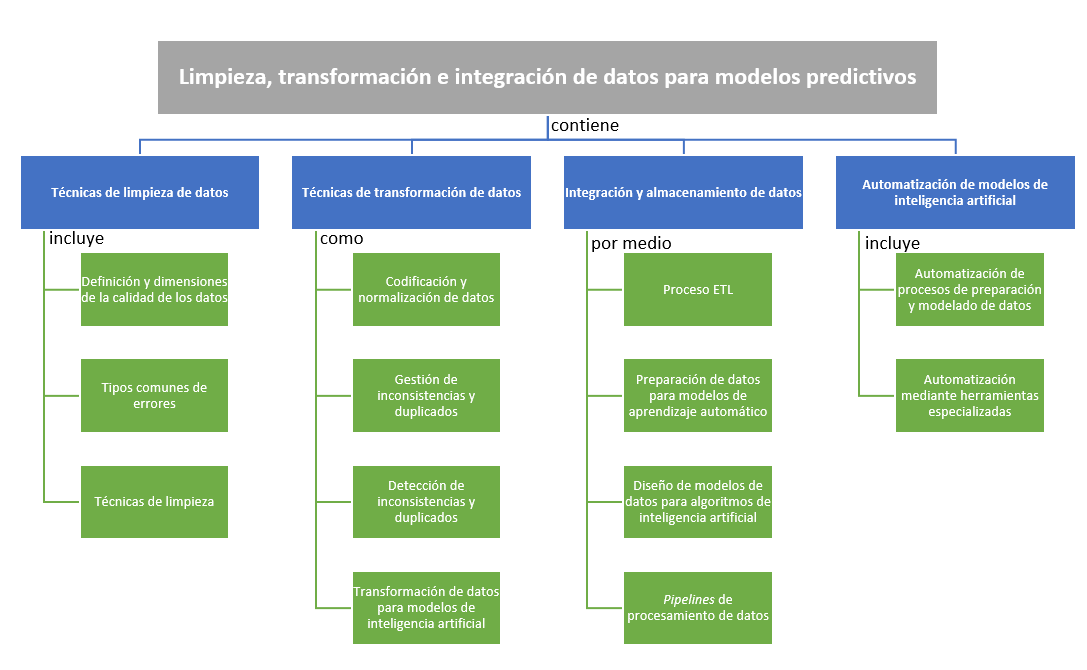 Limpieza, transformación e integración de datos para modelos predictivos
contiene
Técnicas de limpieza de datos
incluye
Definición y dimensiones
de la calidad de los datos
Tipos comunes de
errores
Técnicas de limpieza
Técnicas de transformación de datos
como
Codificación y
normalización de datos
Gestión de
inconsistencias y
duplicados
Detección de
inconsistencias y
duplicados
Transformación de datos
para modelos de
inteligencia artificial
Integración y almacenamiento de datos
por medio
Proceso ETL
Preparación de datos
para modelos de
aprendizaje automático
Diseño de modelos de
datos para algoritmos de
inteligencia artificial
Pipelines de
procesamiento de datos
Automatización de modelos de
inteligencia artificial
incluye
Automatización de
procesos de preparación
y modelado de datos
Automatización
mediante herramientas
especializadas